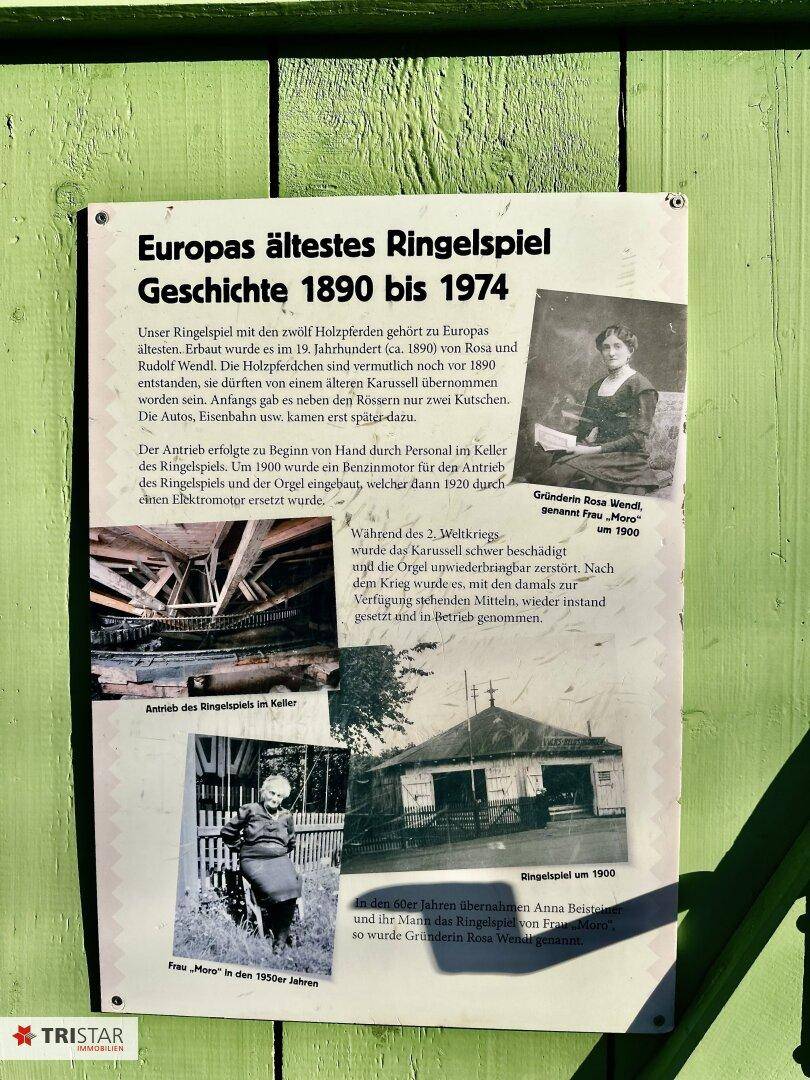 Europas ältestes Ringelspiel
Geschichte 1890 bis 1974
Unser Ringelspiel mit den zwölf Holzpferden gehört zu Europas
ältesten. Erbaut wurde es im 19. Jahrhundert (ca. 1890) von Rosa und
Rudolf Wendl. Die Holzpferdchen sind vermutlich noch vor 1890
entstanden, sie dürften von einem älteren Karussell übernommen
worden sein. Anfangs gab es neben den Rössern nur zwei Kutschen.
Die Autos, Eisenbahn usw. kamen erst später dazu.
Der Antrieb erfolgte zu Beginn von Hand durch Personal im Keller
des Ringelspiels. Um 1900 wurde ein Benzinmotor für den Antrieb
des Ringelspiels und der Orgel eingebaut, welcher dann 1920 durch
einen Elektromotor ersetzt wurde.
Gründerin Rosa Wendl,
genannt Frau „Moro"
um 1900
Während des 2. Weltkriegs
wurde das Karussell schwer beschädigt
und die Orgel unwiederbringbar zerstört. Nach
dem Krieg wurde es, mit den damals zur
Verfügung stehenden Mitteln, wieder instand
gesetzt und in Betrieb genommen.
Antrieb des Ringelspiels im Keller
Ringelspiel um 1900
In den 60er Jahren übernahmen Anna Beisteiner
und ihr Mann das Ringelspiel von Frau „Moro",
so wurde Gründerin Rosa Wendl genannt.
Frau „Moro" in den 1950er Jahren
TRISTAR
IMMOBILIEN